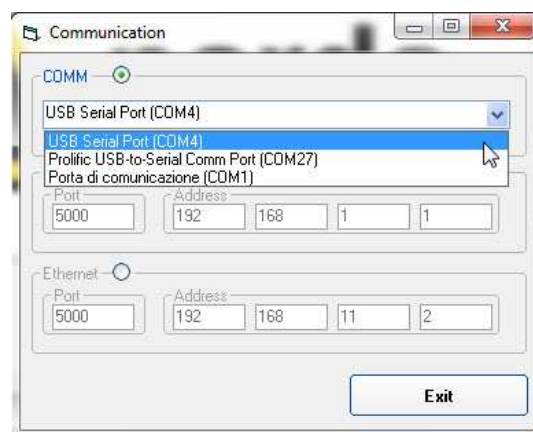 Communication
COMM
USB Serial Port (COM4)
USB Serial Port (COM4)
Prolific USB-to-Serial Comm Port (COM27)
Porta di comunicazione (COM1)
Port
Address
5000
192
168
1
1
Ethernet
Port
Address
5000
192
168
11
2
Exit